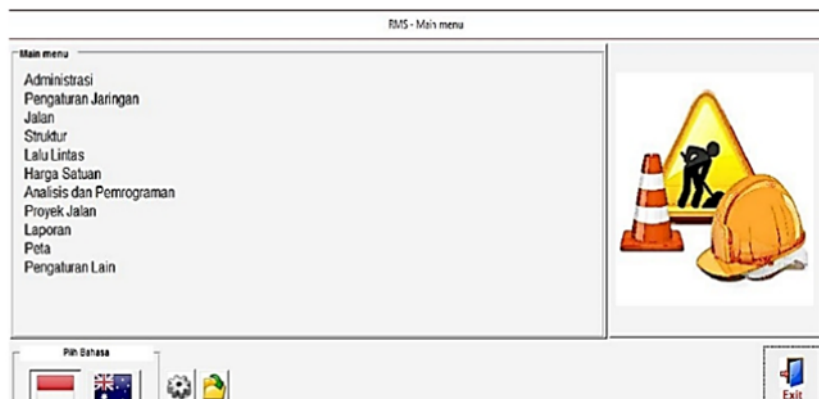 RMS - Main menu
Main menu
Administrasi
Pengaturan Jaringan
Jalan
Struktur
Lalu Lintas
Harga Satuan
Analisis dan Pemrograman
Proyek Jalan
Laporan
Peta
Pengaturan Lain
Pilih Bahasa
Exit